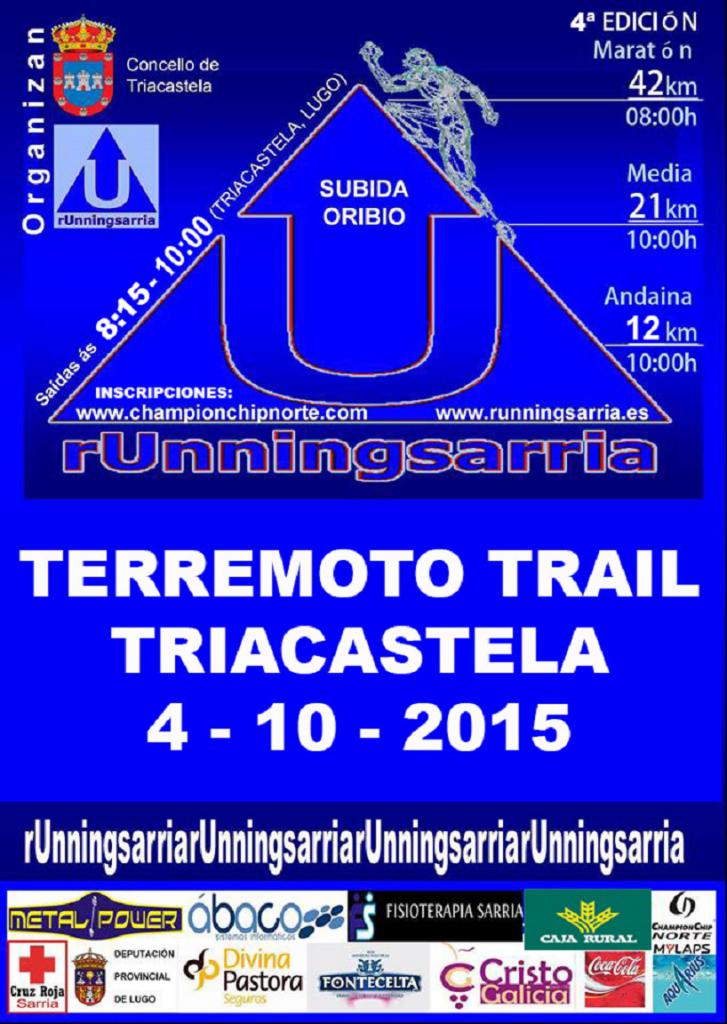 Organizan
Concello de
Triacastela
U
rUnningsarria
4ª EDICIÓN
Maratón
42km
08:00h
Media
21km
10:00h
Andaina
12 km
10:00h
Saídas ás 8:15 - 10:00 (TRIACASTELA, LUGO)
SUBIDA
ORIBIO
INSCRIPCIONES:
www.championchipnorte.com www.runningsarria.es
rUnningsarria
TERREMOTO TRAIL
TRIACASTELA
4 - 10 - 2015
rUnningsarriarUnningsarriarUnningsarriarUnningsarria
METAL POWER
ábaco
sistemas informáticos
FISIOTERAPIA SARRIA
CAJA RURAL
CHAMPIONCHIP
NORTE
MYLAPS
Cruz Roja
Sarria
DEPUTACIÓN
PROVINCIAL
DE LUGO
Divina
Pastora
Seguros
FONTECELTA
Cristo
Galicia
Coca-Cola
AQUARIUS